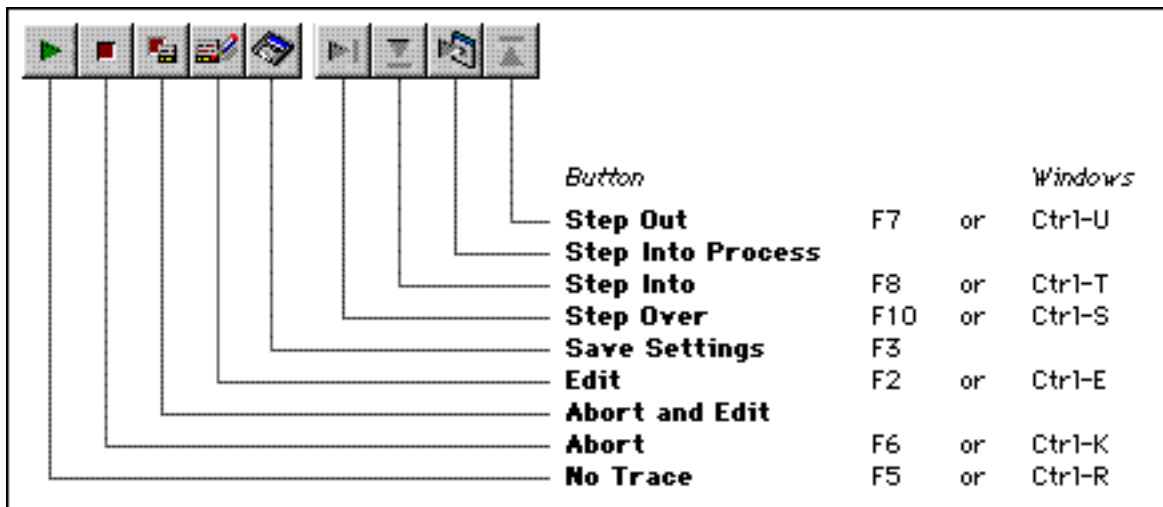 Button Windows
Step Out F7 or Ctrl-U
Step Into Process
Step Into F8 or Ctrl-T
Step Over F10 or Ctrl-S
Save Settings F3
Edit F2 or Ctrl-E
Abort and Edit
Abort F6 or Ctrl-K
No Trace F5 or Ctrl-R